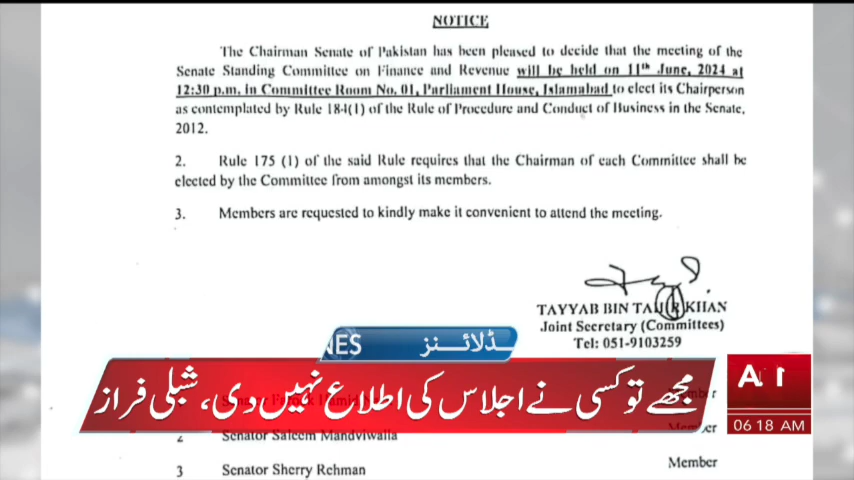 NOTICE
The Chairman Senate of Pakistan has been pleased to decide that the meeting of the
Senate Standing Committee on Finance and Revenue will be held on 11th June, 2024 at
12:30 p.m. in Committee Room No. 01, Parliament House, Islamabad to elect its Chairperson
as contemplated by Rule 184(1) of the Rule of Procedure and Conduct of Business in the Senate,
2012.
2. Rule 175 (1) of the said Rule requires that the Chairman of each Committee shall be
elected by the Committee from amongst its members.
3. Members are requested to kindly make it convenient to attend the meeting.
TAYYAB BIN TAHIR KHAN
Joint Secretary (Committees)
Tel: 051-9103259
NES ڈلائنز
مجھے تو کسی نے اجلاس کی اطلاع نہیں دی، شبلی فراز
06:18 AM
2 Senator Saleem Mandviwalla
3 Senator Sherry Rehman Member